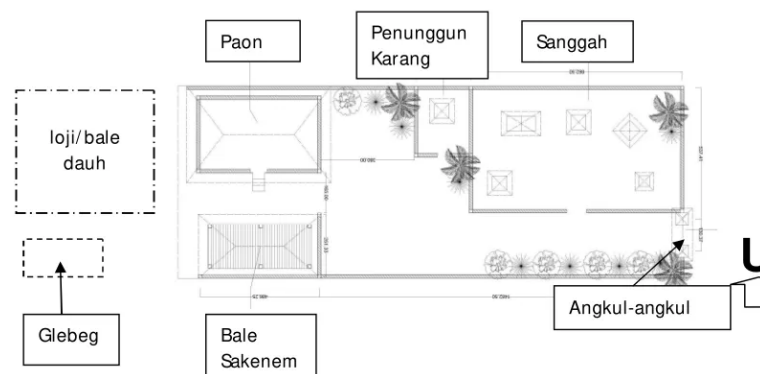 Paon
Penunggun
Karang
Sanggah
loji/bale
dauh
Glebeg
Bale
Sakenem
Angkul-angkul
U